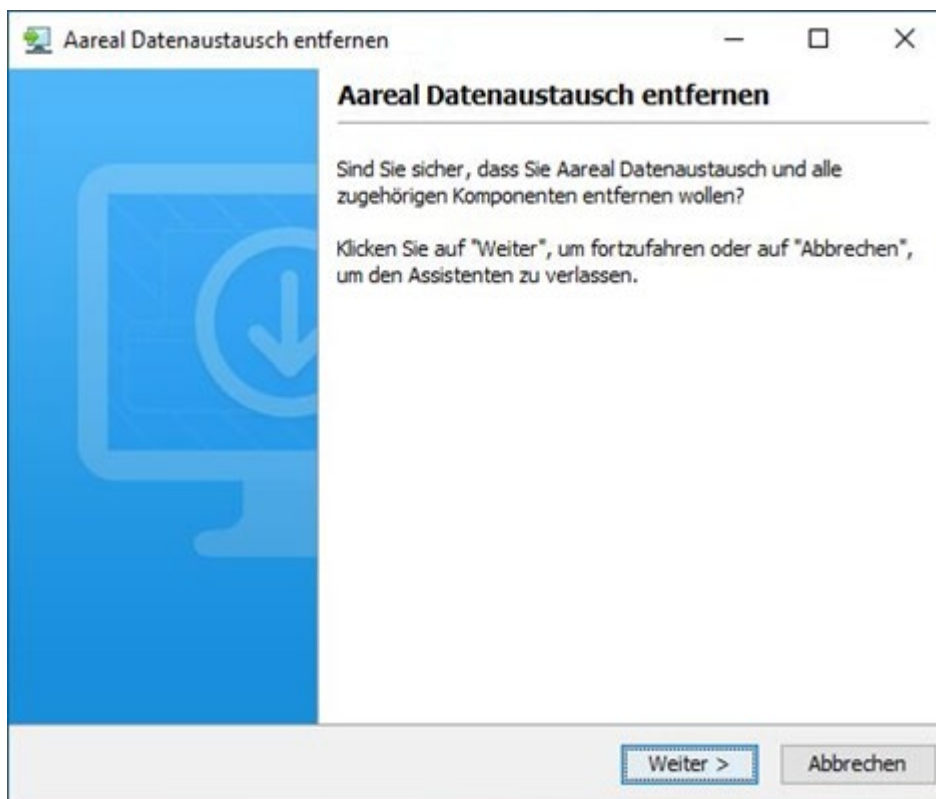 Aareal Datenaustausch entfernen
Aareal Datenaustausch entfernen
Sind Sie sicher, dass Sie Aareal Datenaustausch und alle
zugehörigen Komponenten entfernen wollen?
Klicken Sie auf "Weiter", um fortzufahren oder auf "Abbrechen",
um den Assistenten zu verlassen.
Weiter >
Abbrechen